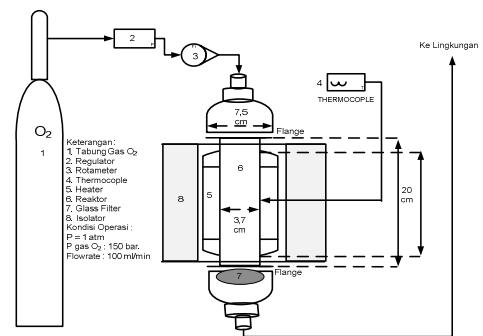 Ke Lingkungan
2
3
4
THERMOCOPLE
7,5
cm
Flange
O2
1
Keterangan :
1, Tabung Gas O2
2. Regulator
3. Rotameter
4. Thermocople
5. Heater
6. Reaktor
7, Glass Filter
8. Isolator
Kondisi Operasi :
P = 1 atm
P gas O2 : 150 bar.
Flowrate : 100 ml/min
8
5
6
3,7
cm
20
cm
7
Flange